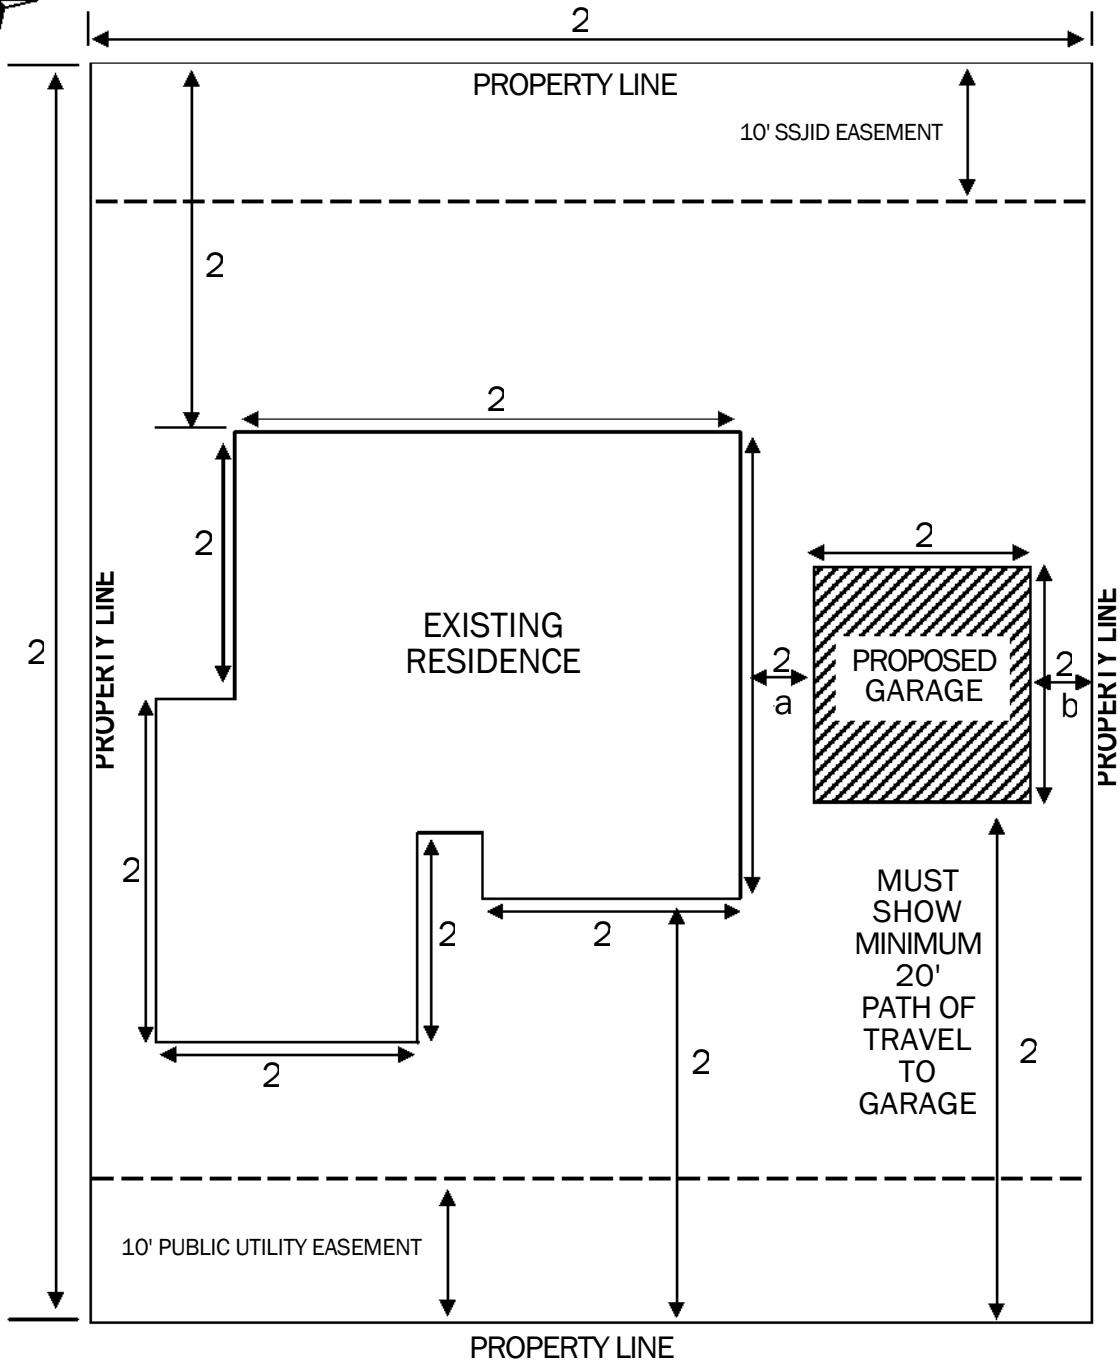 2
PROPERTY LINE
10' SSJID EASEMENT
2
2
2
2
PROPERTY LINE
2
EXISTING
RESIDENCE
2
a
PROPOSED
GARAGE
2
b
PROPERTY LINE
2
2
2
MUST
SHOW
MINIMUM
20'
PATH OF
TRAVEL
TO
GARAGE
2
2
2
10' PUBLIC UTILITY EASEMENT
PROPERTY LINE